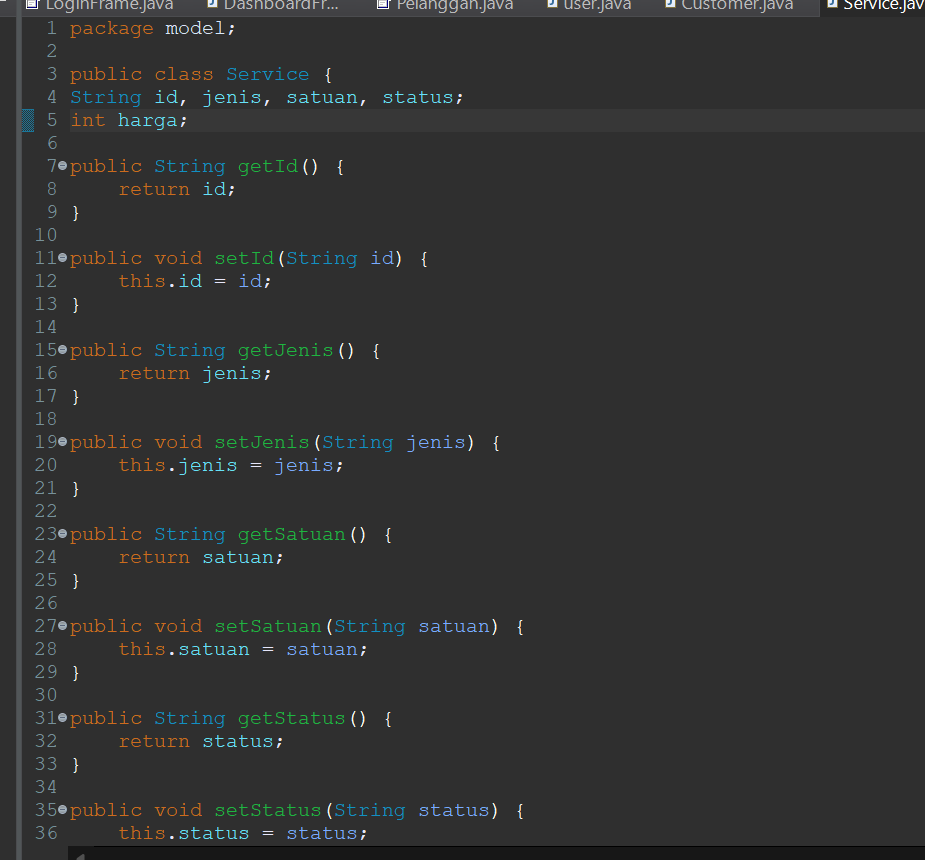 LoginFrame.java DashboardFr... Pelanggan.java user.java Customer.java Service.jav
1 package model;
2
3 public class Service {
4 String id, jenis, satuan, status;
5 int harga;
6
7 public String getId() {
8 return id;
9 }
10
11 public void setId(String id) {
12 this.id = id;
13 }
14
15 public String getJenis() {
16 return jenis;
17 }
18
19 public void setJenis(String jenis) {
20 this.jenis = jenis;
21 }
22
23 public String getSatuan() {
24 return satuan;
25 }
26
27 public void setSatuan(String satuan) {
28 this.satuan = satuan;
29 }
30
31 public String getStatus() {
32 return status;
33 }
34
35 public void setStatus(String status) {
36 this.status = status;